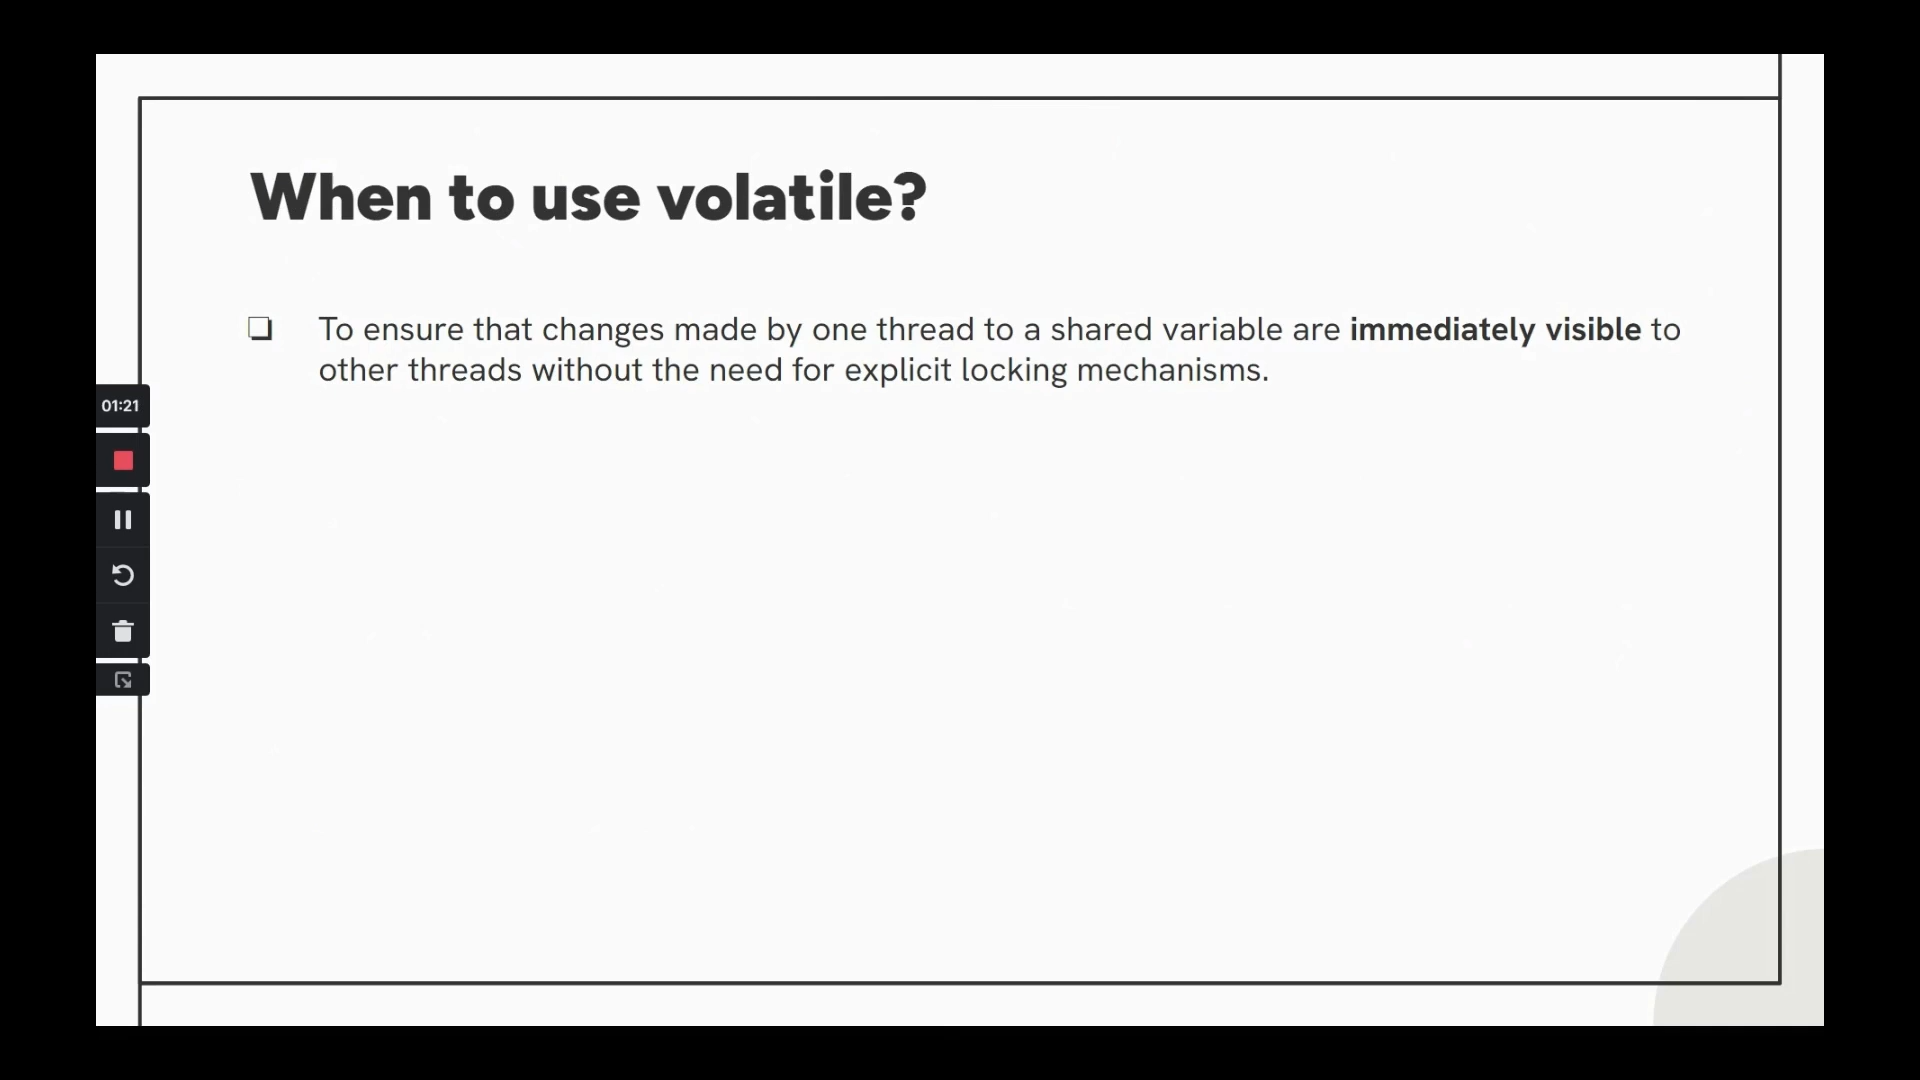 When to use volatile?
❏ To ensure that changes made by one thread to a shared variable are immediately visible to
other threads without the need for explicit locking mechanisms.
01:21